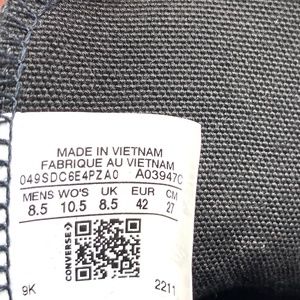 MADE IN VIETNAM
FABRIQUE AU VIETNAM
049SDC6E4PZA0 A03947C
MENS WO'S UK EUR CM
8.5 10.5 8.5 42 27
CONVERSE
9K 2211